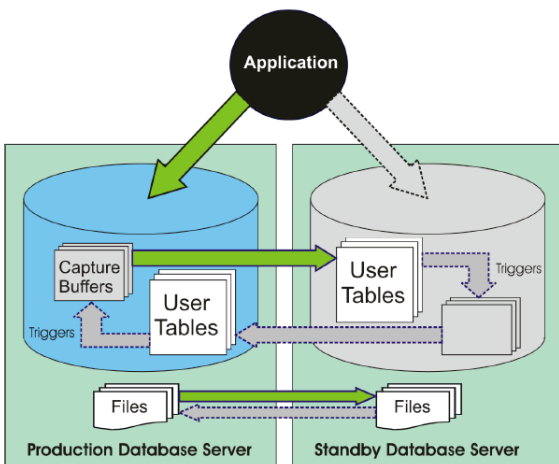 Application
Capture
Buffers
User
Tables
Triggers
User
Tables
Triggers
Files
Files
Production Database Server
Standby Database Server